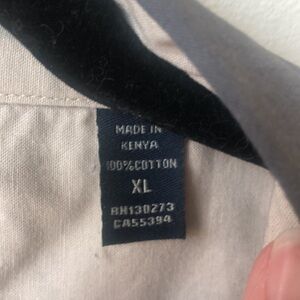 MADE IN
KENYA
100%COTTON
XL
RN130273
CA55394